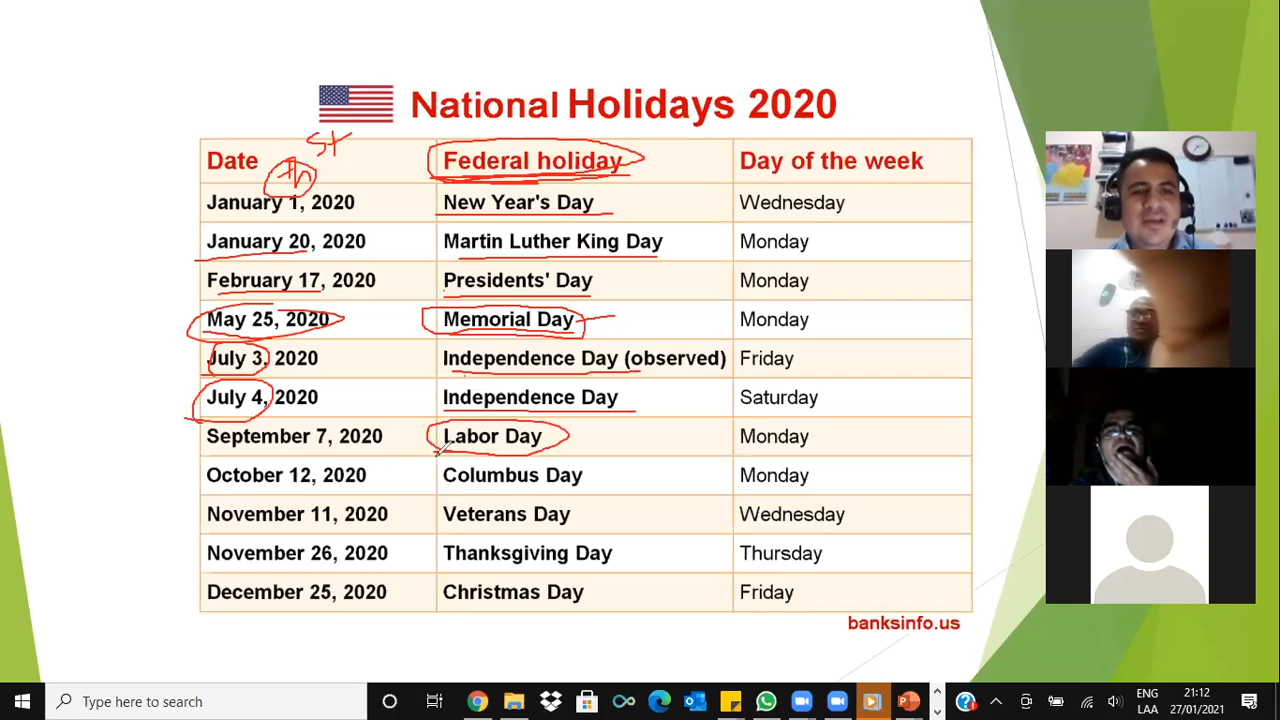 National Holidays 2020
st
Date Federal holiday Day of the week
th
January 1, 2020 New Year's Day Wednesday
January 20, 2020 Martin Luther King Day Monday
February 17, 2020 Presidents' Day Monday
May 25, 2020 Memorial Day Monday
July 3, 2020 Independence Day (observed) Friday
July 4, 2020 Independence Day Saturday
September 7, 2020 Labor Day Monday
October 12, 2020 Columbus Day Monday
November 11, 2020 Veterans Day Wednesday
November 26, 2020 Thanksgiving Day Thursday
December 25, 2020 Christmas Day Friday
banksinfo.us
Type here to search
ENG 21:12
LAA 27/01/2021